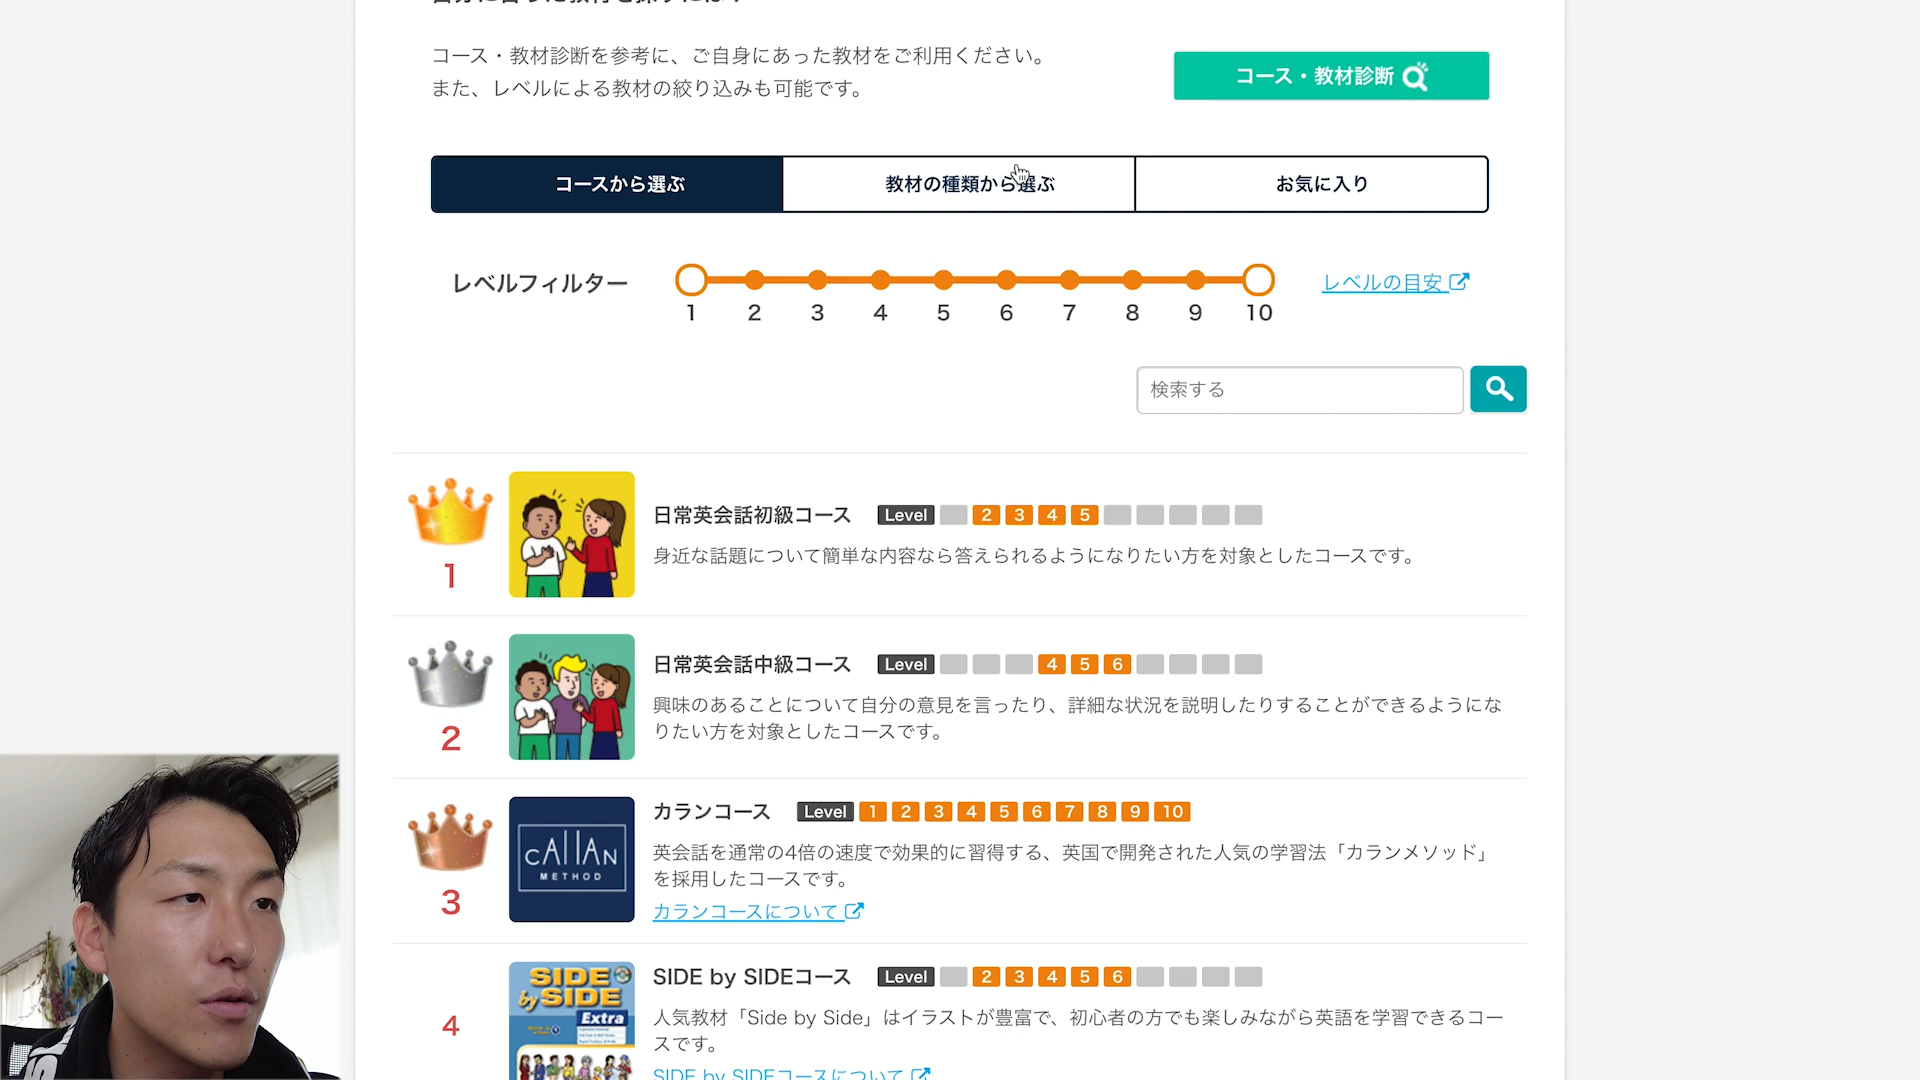 自分に合った教材を探すには？
コース・教材診断を参考に、ご自身にあった教材をご利用ください。
また、レベルによる教材の絞り込みも可能です。
コース・教材診断
コースから選ぶ
教材の種類から選ぶ
お気に入り
レベルフィルター
1 2 3 4 5 6 7 8 9 10
レベルの目安
検索する
1
日常英会話初級コース Level 2 3 4 5
身近な話題について簡単な内容なら答えられるようになりたい方を対象としたコースです。
2
日常英会話中級コース Level 4 5 6
興味のあることについて自分の意見を言ったり、詳細な状況を説明したりすることができるようにな
りたい方を対象としたコースです。
3
CALLAN
METHOD
カランコース Level 1 2 3 4 5 6 7 8 9 10
英会話を通常の4倍の速度で効果的に習得する、英国で開発された人気の学習法「カランメソッド」
を採用したコースです。
カランコースについて
4
SIDE
by SIDE
Extra
SIDE by SIDEコース Level 2 3 4 5 6
人気教材「Side by Side」はイラストが豊富で、初心者の方でも楽しみながら英語を学習できるコー
スです。
SIDE by SIDEコースについて